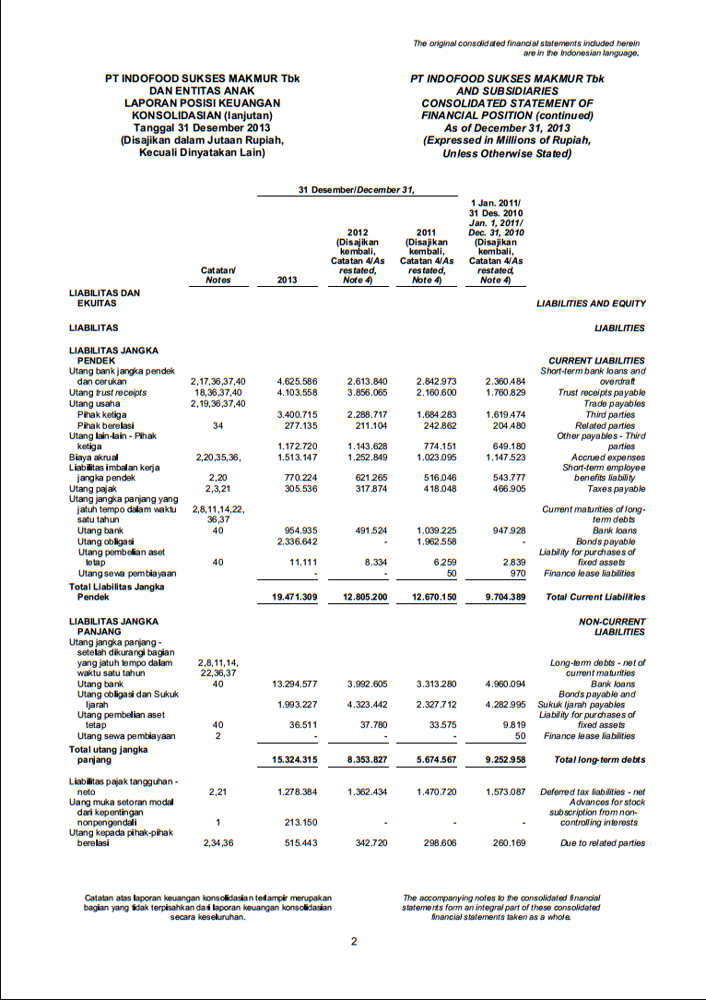 The original consolidated financial statements included herein
are in the Indonesian language.
PT INDOFOOD SUKSES MAKMUR Tbk
DAN ENTITAS ANAK
LAPORAN POSISI KEUANGAN
KONSOLIDASIAN (lanjutan)
Tanggal 31 Desember 2013
(Disajikan dalam Jutaan Rupiah,
Kecuali Dinyatakan Lain)
PT INDOFOOD SUKSES MAKMUR Tbk
AND SUBSIDIARIES
CONSOLIDATED STATEMENT OF
FINANCIAL POSITION (continued)
As of December 31, 2013
(Expressed in Millions of Rupiah,
Unless Otherwise Stated)
31 Desember/December 31,
Catatan/
Notes
2013
2012
(Disajikan
kembali,
Catatan 4/As
restated,
Note 4)
2011
(Disajikan
kembali,
Catatan 4/As
restated,
Note 4)
1 Jan. 2011/
31 Des. 2010
Jan. 1, 2011/
Dec. 31, 2010
(Disajikan
kembali,
Catatan 4/As
restated,
Note 4)
LIABILITAS DAN
EKUITAS LIABILITIES AND EQUITY
LIABILITAS LIABILITIES
LIABILITAS JANGKA
PENDEK CURRENT LIABILITIES
Utang bank jangka pendek Short-term bank loans and
dan cerukan 2,17,36,37,40 4.625.586 2.613.840 2.842.973 2.360.484 overdraft
Utang trust receipts 18,36,37,40 4.103.558 3.856.065 2.160.600 1.760.829 Trust receipts payable
Utang usaha 2,19,36,37,40 Trade payables
Pihak ketiga 3.400.715 2.288.717 1.684.283 1.619.474 Third parties
Pihak berelasi 34 277.135 211.104 242.862 204.480 Related parties
Utang lain-lain - Pihak Other payables - Third
ketiga 1.172.720 1.143.628 774.151 649.180 parties
Biaya akrual 2,20,35,36, 1.513.147 1.252.849 1.023.095 1.147.523 Accrued expenses
Liabilitas imbalan kerja Short-term employee
jangka pendek 2,20 770.224 621.265 516.046 543.777 benefits liability
Utang pajak 2,3,21 305.536 317.874 418.048 466.905 Taxes payable
Utang jangka panjang yang
jatuh tempo dalam waktu 2,8,11,14,22, Current maturities of long-
satu tahun 36,37 term debts
Utang bank 40 954.935 491.524 1.039.225 947.928 Bank loans
Utang obligasi 2.336.642 - 1.962.558 - Bonds payable
Utang pembelian aset Liability for purchases of
tetap 40 11.111 8.334 6.259 2.839 fixed assets
Utang sewa pembiayaan - - 50 970 Finance lease liabilities
Total Liabilitas Jangka
Pendek 19.471.309 12.805.200 12.670.150 9.704.389 Total Current Liabilities
LIABILITAS JANGKA NON-CURRENT
PANJANG LIABILITIES
Utang jangka panjang -
setelah dikurangi bagian
yang jatuh tempo dalam 2,8,11,14, Long-term debts - net of
waktu satu tahun 22,36,37 current maturities
Utang bank 40 13.294.577 3.992.605 3.313.280 4.960.094 Bank loans
Utang obligasi dan Sukuk Bonds payable and
Ijarah 1.993.227 4.323.442 2.327.712 4.282.995 Sukuk Ijarah payables
Utang pembelian aset Liability for purchases of
tetap 40 36.511 37.780 33.575 9.819 fixed assets
Utang sewa pembiayaan 2 - - - 50 Finance lease liabilities
Total utang jangka
panjang 15.324.315 8.353.827 5.674.567 9.252.958 Total long-term debts
Liabilitas pajak tangguhan -
neto 2,21 1.278.384 1.362.434 1.470.720 1.573.087 Deferred tax liabilities - net
Uang muka setoran modal Advances for stock
dari kepentingan subscription from non-
nonpengendali 1 213.150 - - - controlling interests
Utang kepada pihak-pihak
berelasi 2,34,36 515.443 342.720 298.606 260.169 Due to related parties
Catatan atas laporan keuangan konsolidasian terlampir merupakan
bagian yang tidak terpisahkan dari laporan keuangan konsolidasian
secara keseluruhan.
The accompanying notes to the consolidated financial
statements form an integral part of these consolidated
financial statements taken as a whole.
2